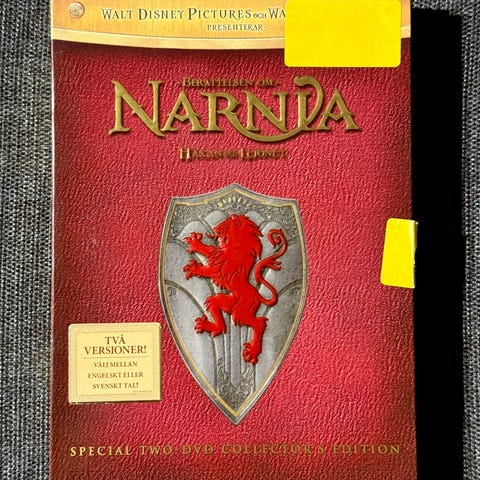 WALT DISNEY PICTURES OCH WA
PRESENTERAR
BERÄTTELSEN OM
NARNIA
HÄXAN OCH LEJONET
TVÅ
VERSIONER!
VÄLJ MELLAN
ENGELSKT ELLER
SVENSKT TAL!
SPECIAL TWO-DVD COLLECTOR'S EDITION